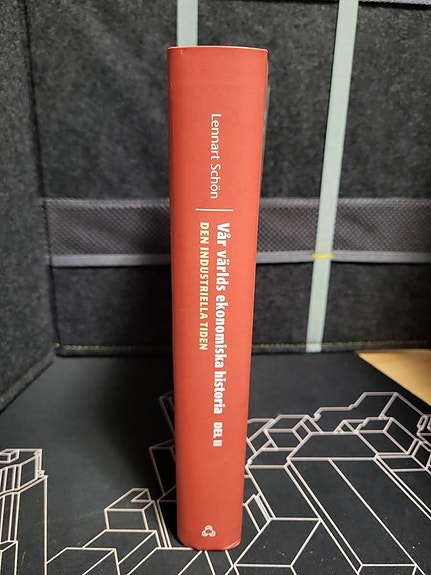 Lennart Schön
Vår världs ekonomiska historia DEL II
DEN INDUSTRIELLA TIDEN